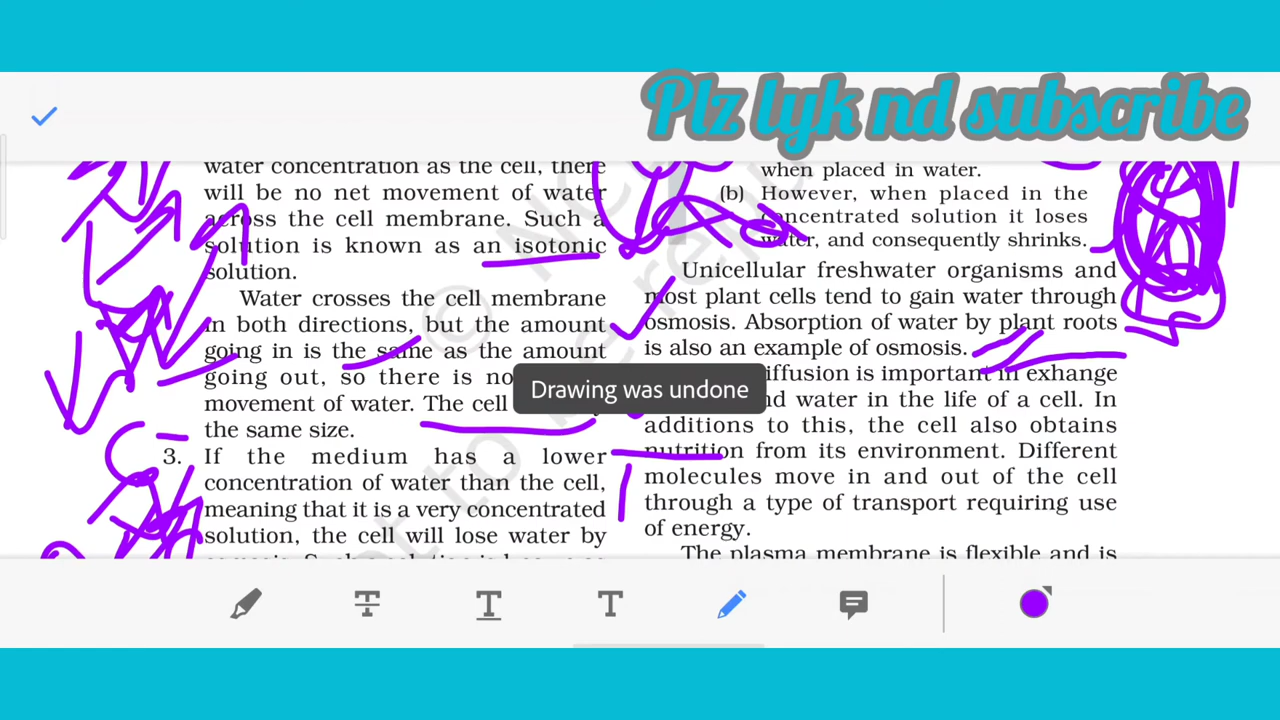 Plz lyk nd subscribe
water concentration as the cell, there
will be no net movement of water
across the cell membrane. Such a
solution is known as an isotonic
solution.
Water crosses the cell membrane
in both directions, but the amount
going in is the same as the amount
going out, so there is no
movement of water. The cell
the same size.
3. If the medium has a lower
concentration of water than the cell,
meaning that it is a very concentrated
solution, the cell will lose water by
when placed in water.
(b) However, when placed in the
concentrated solution it loses
water, and consequently shrinks.
Unicellular freshwater organisms and
most plant cells tend to gain water through
osmosis. Absorption of water by plant roots
is also an example of osmosis.
diffusion is important in exhange
and water in the life of a cell. In
additions to this, the cell also obtains
nutrition from its environment. Different
molecules move in and out of the cell
through a type of transport requiring use
of energy.
The plasma membrane is flexible and is
Drawing was undone
T
T
T